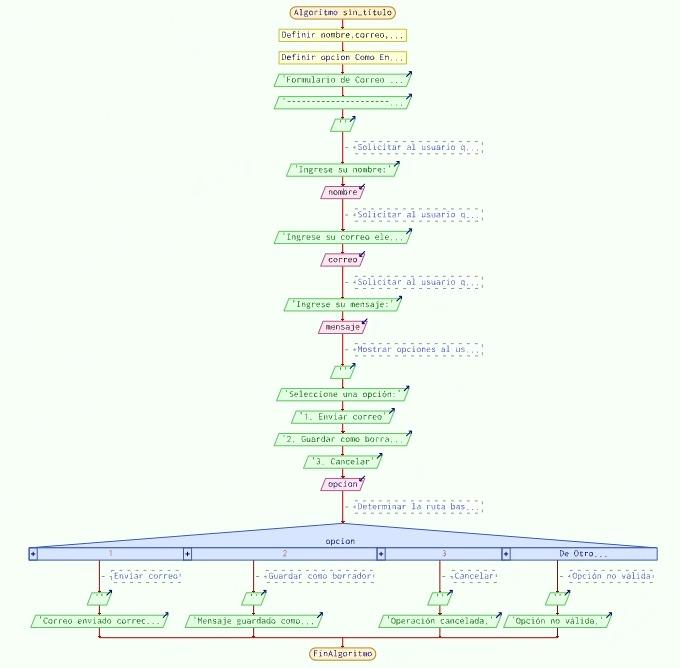 Algoritmo sin_titulo
Definir nombre,correo,...
Definir opcion Como En...
'Formulario de Correo ...
'----------------------...
''
Solicitar al usuario q...
'Ingrese su nombre:'
nombre
Solicitar al usuario q...
'Ingrese su correo ele...
correo
Solicitar al usuario q...
'Ingrese su mensaje:'
mensaje
Mostrar opciones al us...
''
'Seleccione una opción:'
'1. Enviar correo'
'2. Guardar como borra...
'3. Cancelar'
opcion
Determinar la ruta bas...
opcion
+ 1 + 2 + 3 + De Otro...
Enviar correo Guardar como borrador Cancelar Opción no válida
'' '' '' ''
'Correo enviado correc... 'Mensaje guardado como... 'Operación cancelada.' 'Opción no válida.'
FinAlgoritmo